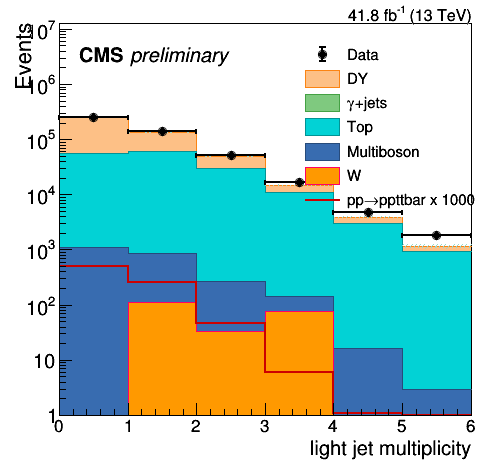 41.8 fb⁻¹ (13 TeV)
Events
CMS preliminary
Data
DY
γ+jets
Top
Multiboson
W
pp→ppttbar x 1000
10⁷
10⁶
10⁵
10⁴
10³
10²
10
1
0 1 2 3 4 5 6
light jet multiplicity